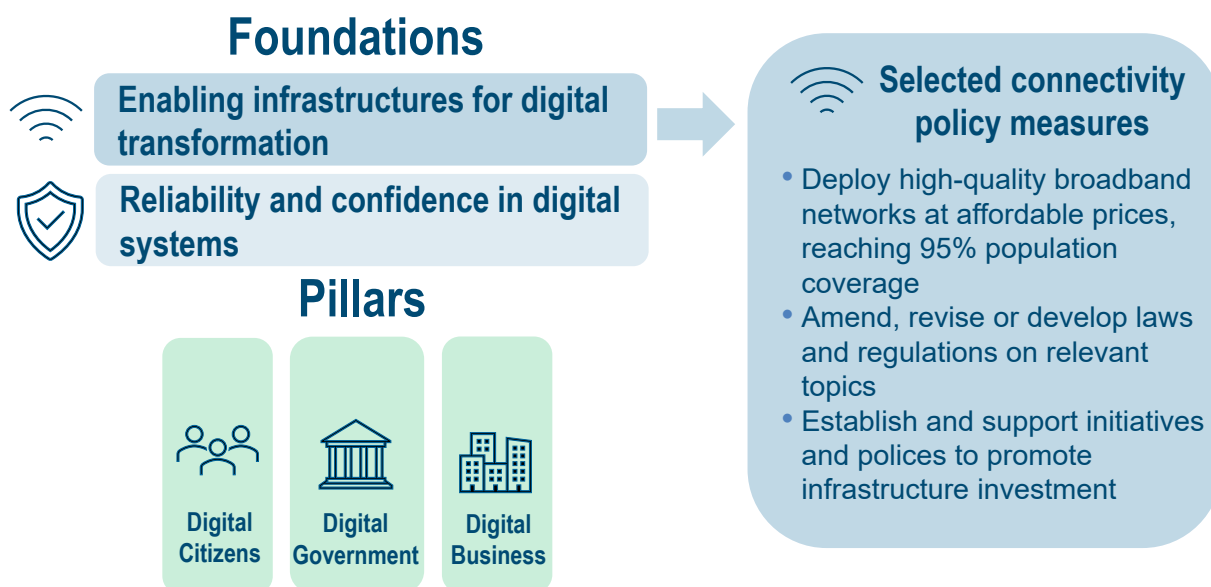 Foundations
Enabling infrastructures for digital
transformation
Reliability and confidence in digital
systems
Pillars
Digital
Citizens
Digital
Government
Digital
Business
Selected connectivity
policy measures
• Deploy high-quality broadband
networks at affordable prices,
reaching 95% population
coverage
• Amend, revise or develop laws
and regulations on relevant
topics
• Establish and support initiatives
and polices to promote
infrastructure investment